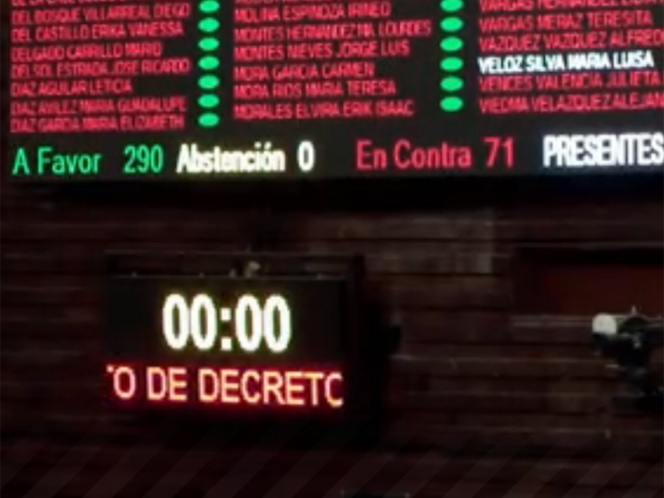 DEL BOSQUE VILLARREAL DIEGO
DEL CASTILLO ERIKA VANESSA
DELGADO CARRILLO MARIO
DEL SOL ESTRADA JOSE RICARDO
DIAZ AGUILAR LETICIA
DIAZ AVILEZ MARIA GUADALUPE
DIAZ GARCIA MARIA ELIZABETH
MOLINA ESPINOZA IRINEO
MONTES HERNANDEZ MA. LOURDES
MONTES NIEVES JORGE LUIS
MORA GARCIA CARMEN
MORA RIOS MARIA TERESA
MORALES ELVIRA ERIK ISAAC
VARGAS MERAZ TERESITA
VAZQUEZ VAZQUEZ ALFREDO
VELOZ SILVA MARIA LUISA
VENCES VALENCIA JULIETA
VIEDMA VELAZQUEZ ALEJAN
A Favor 290 Abstención 0 En Contra 71 PRESENTES
00:00
O DE DECRETO